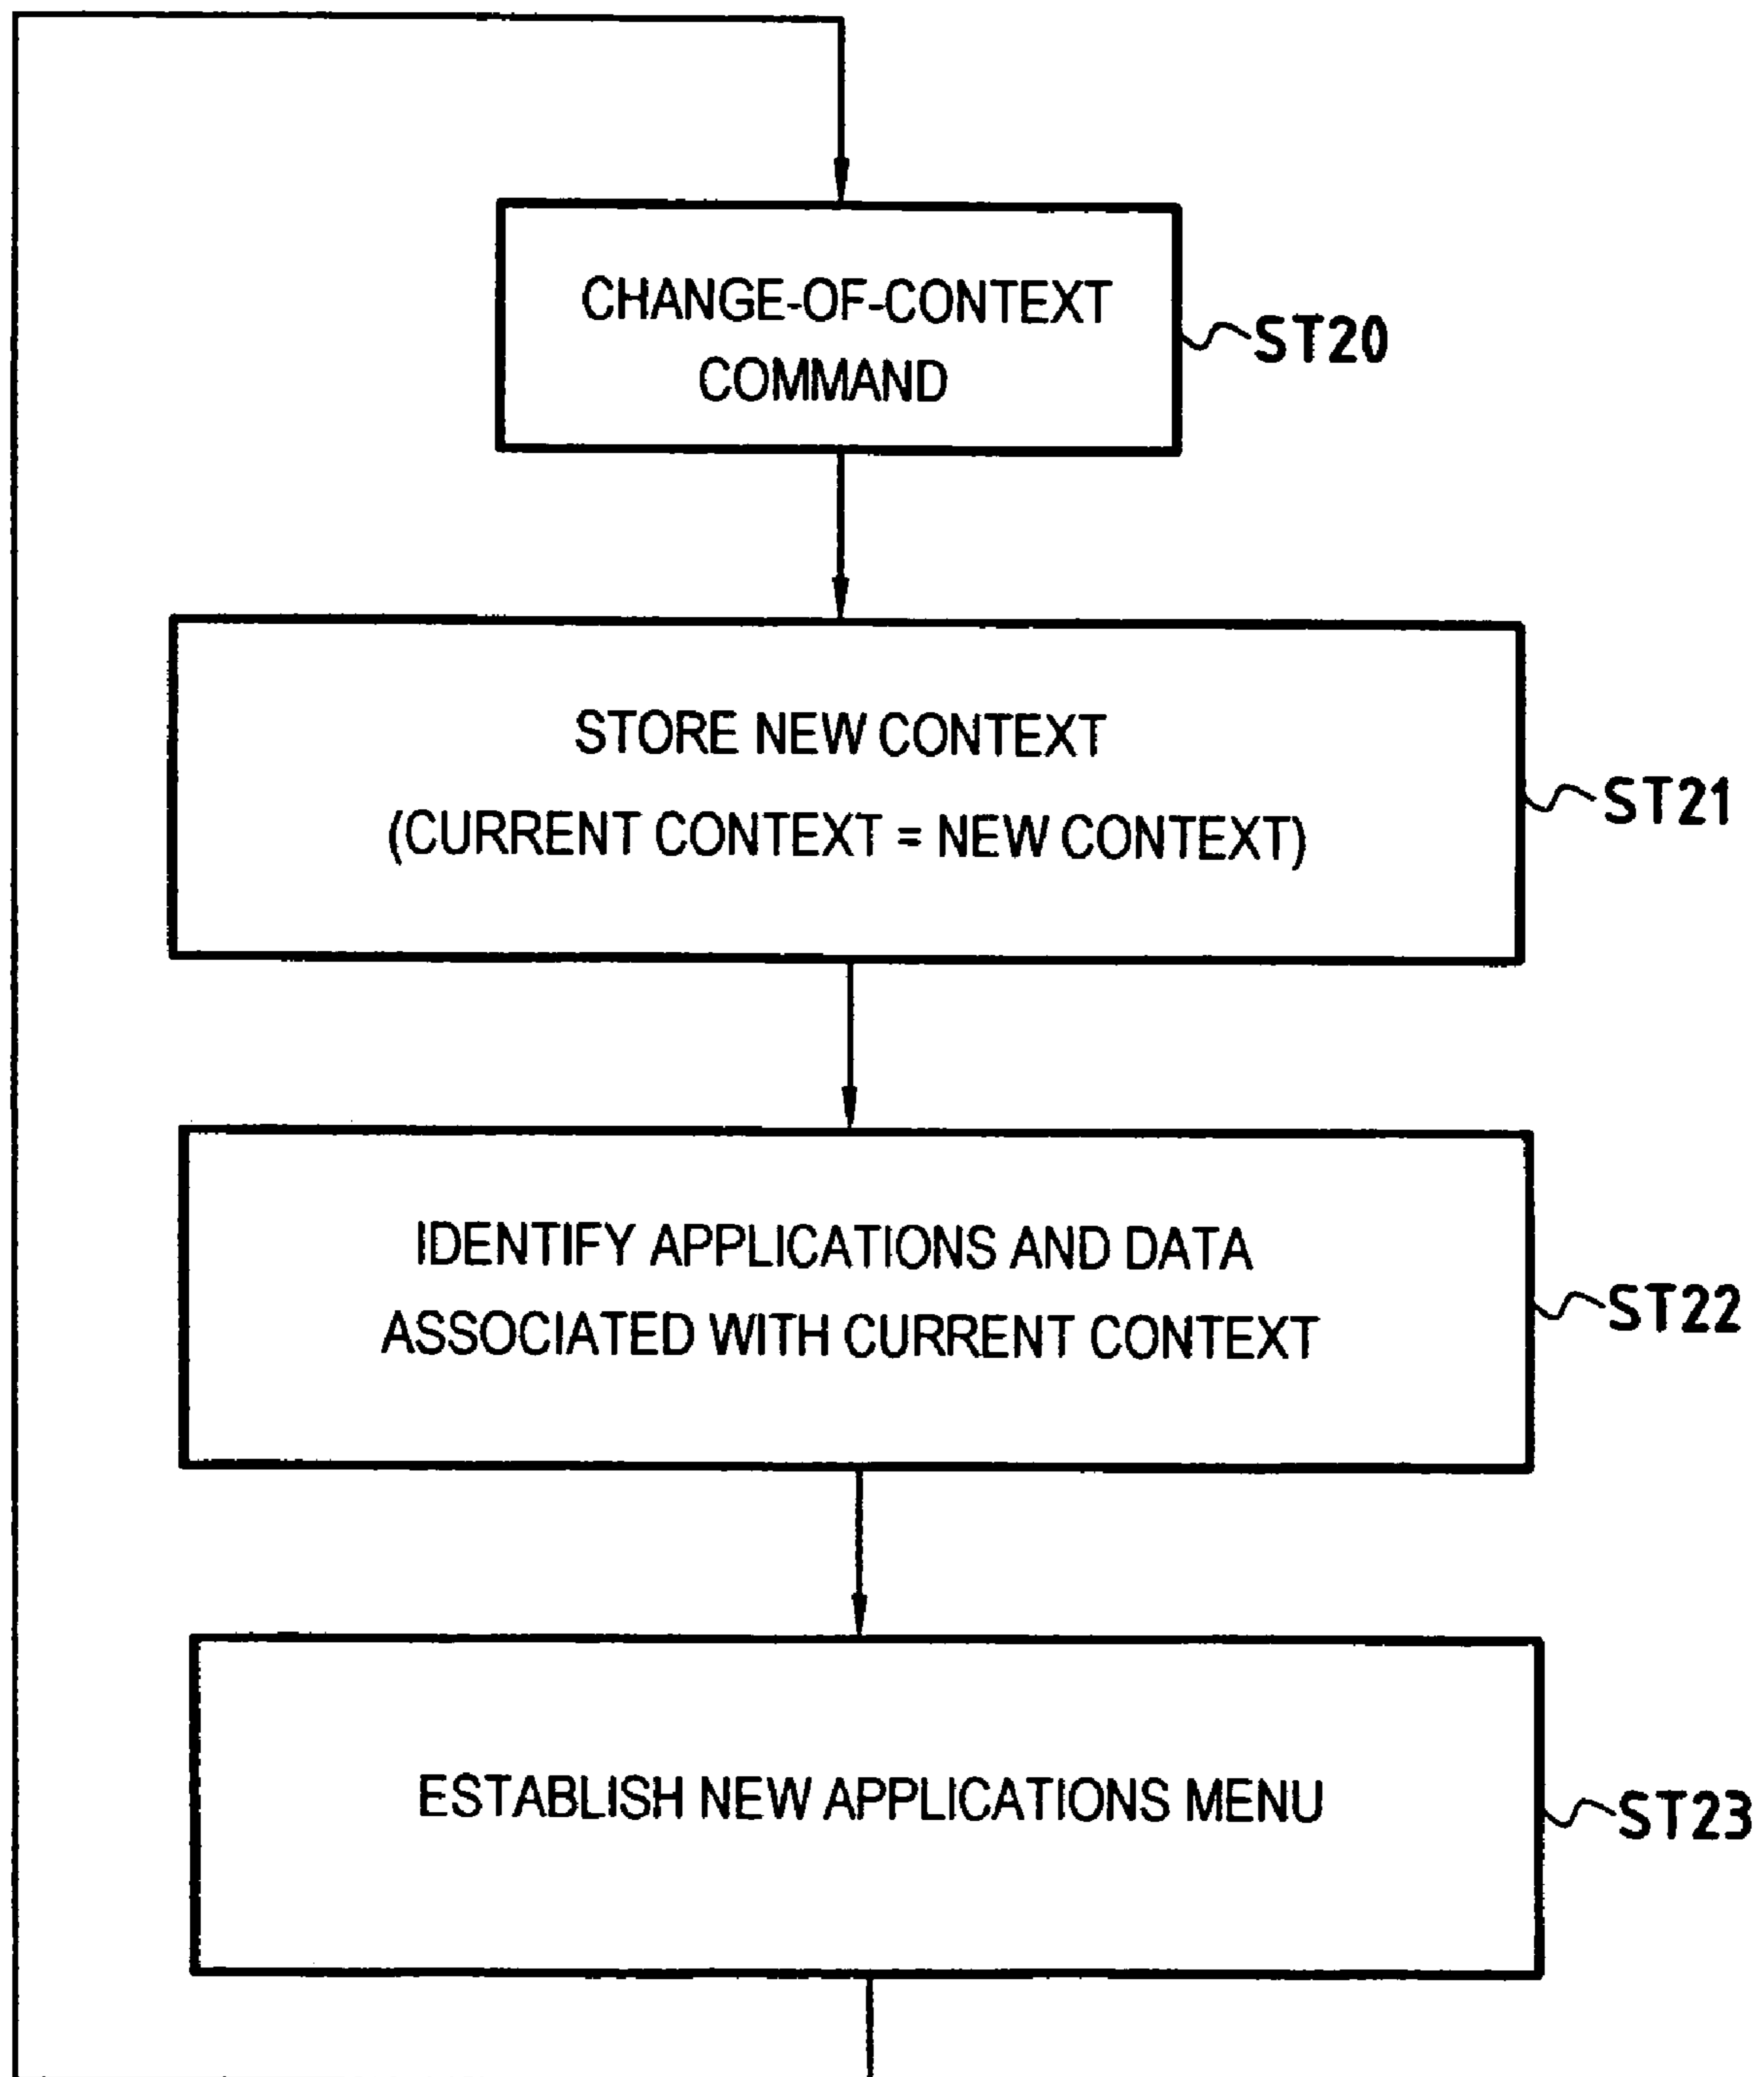 CHANGE-OF-CONTEXT
COMMAND
ST20
STORE NEW CONTEXT
(CURRENT CONTEXT = NEW CONTEXT)
ST21
IDENTIFY APPLICATIONS AND DATA
ASSOCIATED WITH CURRENT CONTEXT
ST22
ESTABLISH NEW APPLICATIONS MENU
ST23